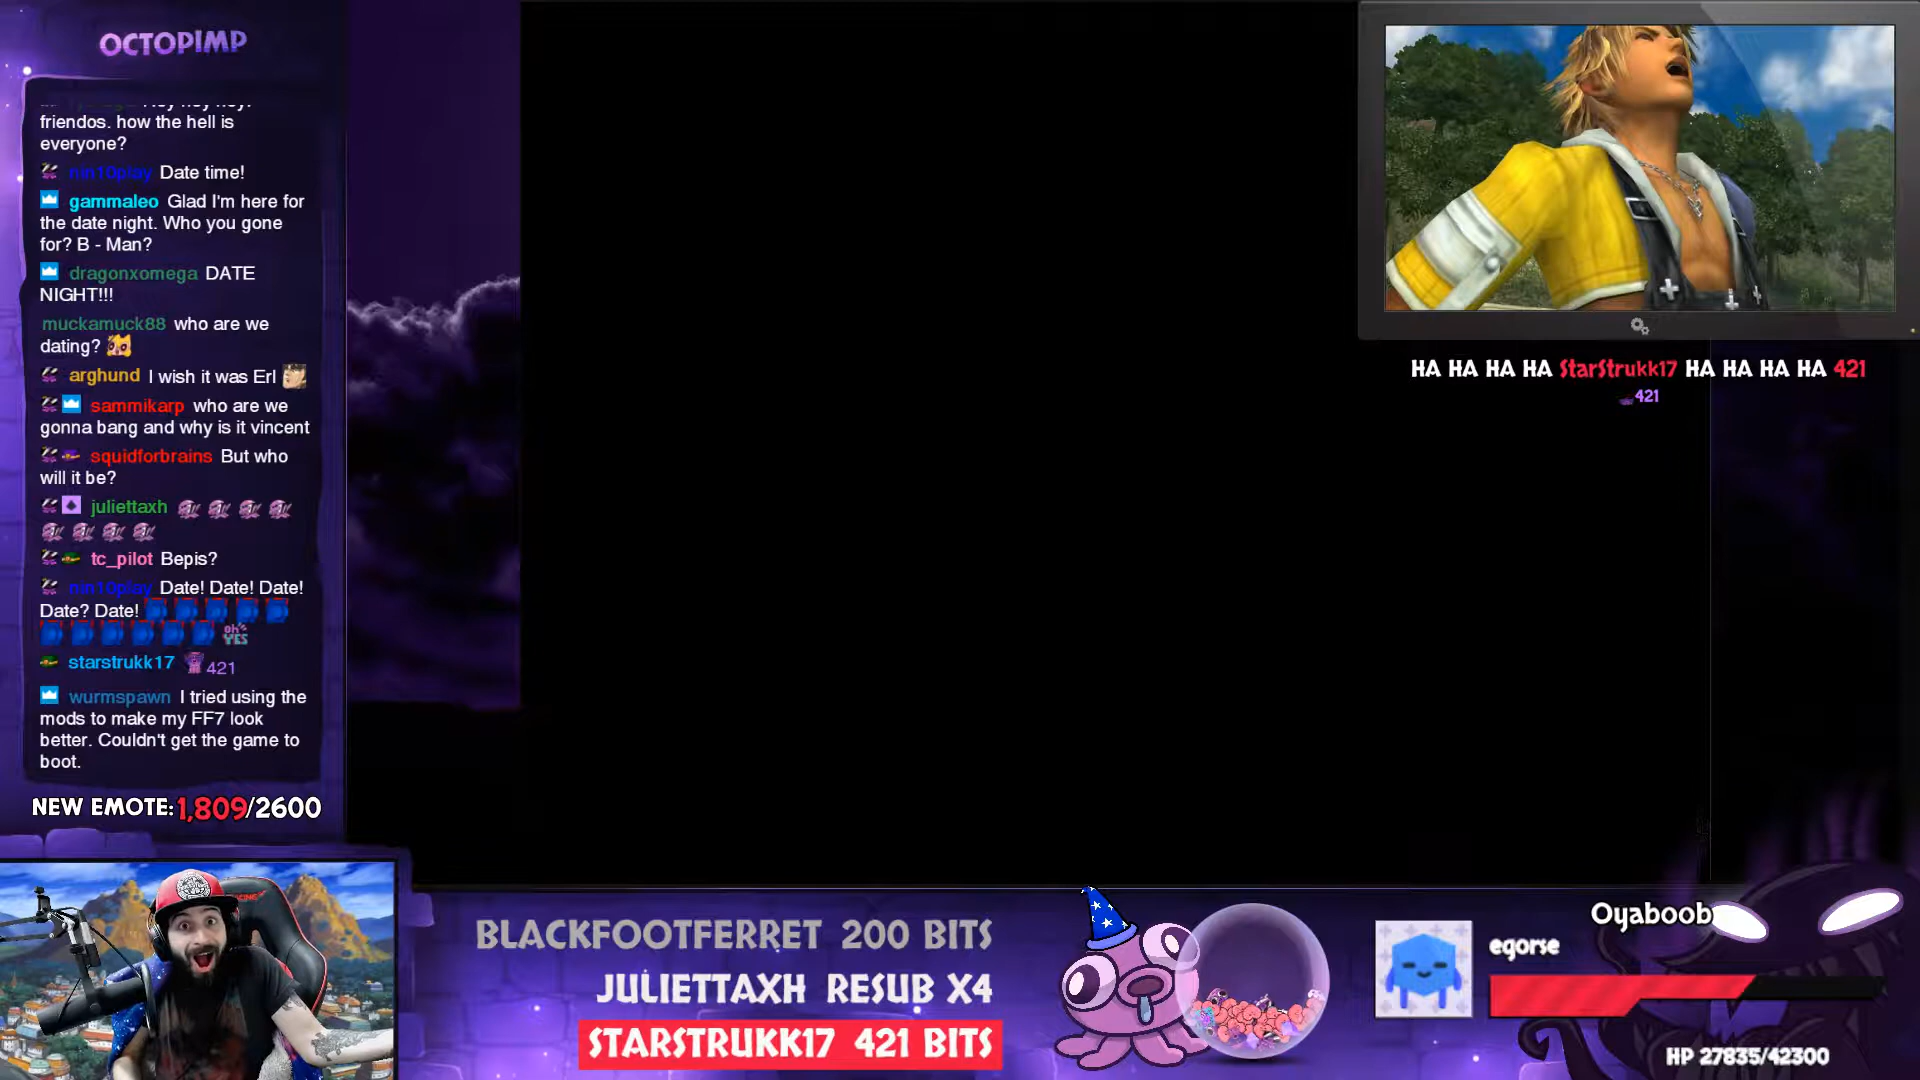 OCTOPIMP
friendos. how the hell is
everyone?
nin10play Date time!
gammaleo Glad I'm here for
the date night. Who you gone
for? B - Man?
dragonxomega DATE
NIGHT!!!
muckamuck88 who are we
dating?
arghund I wish it was Erl
sammikarp who are we
gonna bang and why is it vincent
squidforbrains But who
will it be?
juliettaxh
tc_pilot Bepis?
nin10play Date! Date! Date!
Date? Date!
oh YES
starstrukk17 421
wurmspawn I tried using the
mods to make my FF7 look
better. Couldn't get the game to
boot.
NEW EMOTE: 1,809/2600
HA HA HA HA StarStrukk17 HA HA HA HA 421
421
BLACKFOOTFERRET 200 BITS
JULIETTAXH RESUB X4
STARSTRUKK17 421 BITS
Oyaboob
egorse
HP 27835/42300